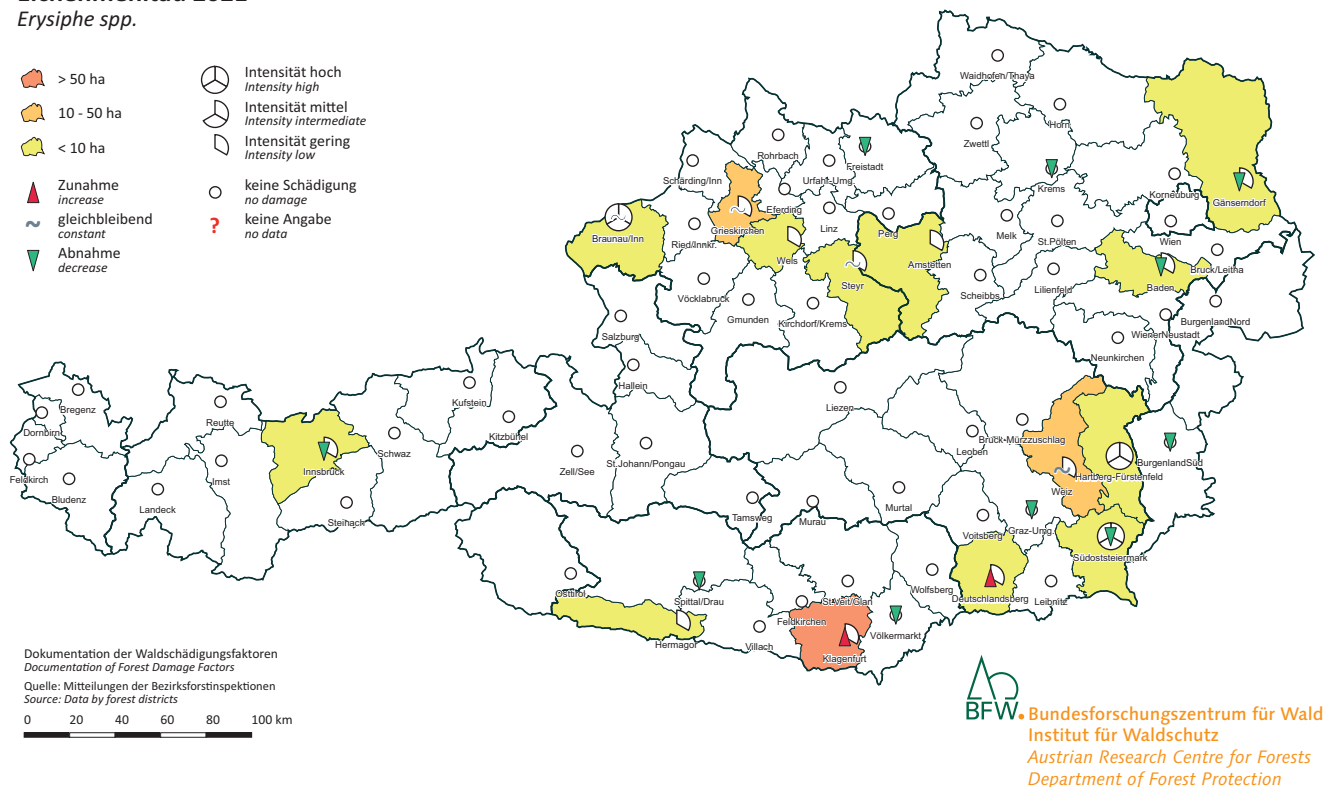 Erysiphe spp.
> 50 ha
10 - 50 ha
< 10 ha
Zunahme
increase
gleichbleibend
constant
Abnahme
decrease
Intensität hoch
Intensity high
Intensität mittel
Intensity intermediate
Intensität gering
Intensity low
keine Schädigung
no damage
?
keine Angabe
no data
Waidhofen/Thaya
Horn
Zwettl
Krems
Korneuburg
Gänserndorf
Rohrbach
Freistadt
Urfahr-Umg.
Schärding/Inn
Eferding
Grieskirchen
Linz
Perg
Melk
St.Pölten
Wien
Braunau/Inn
Ried/Innkr.
Wels
Steyr
Amstetten
Scheibbs
Lilienfeld
Baden
Bruck/Leitha
Vöcklabruck
Gmunden
Kirchdorf/Krems
BurgenlandNord
WienerNeustadt
Neunkirchen
Salzburg
Hallein
Liezen
Bregenz
Dornbirn
Reutte
Kufstein
Kitzbühel
Schwaz
Innsbruck
Feldkirch
Bludenz
Imst
Landeck
Steinach
Zell/See
St.Johann/Pongau
Tamsweg
Murau
Murtal
Leoben
Bruck-Mürzzuschlag
Weiz
Hartberg-Fürstenfeld
BurgenlandSüd
Voitsberg
Graz-Umg.
Südoststeiermark
Osttirol
Spittal/Drau
St.Veit/Glan
Wolfsberg
Deutschlandsberg
Leibnitz
Feldkirchen
Hermagor
Villach
Klagenfurt
Völkermarkt
Dokumentation der Waldschädigungsfaktoren
Documentation of Forest Damage Factors
Quelle: Mitteilungen der Bezirksforstinspektionen
Source: Data by forest districts
0 20 40 60 80 100 km
BFW.
Bundesforschungszentrum für Wald
Institut für Waldschutz
Austrian Research Centre for Forests
Department of Forest Protection